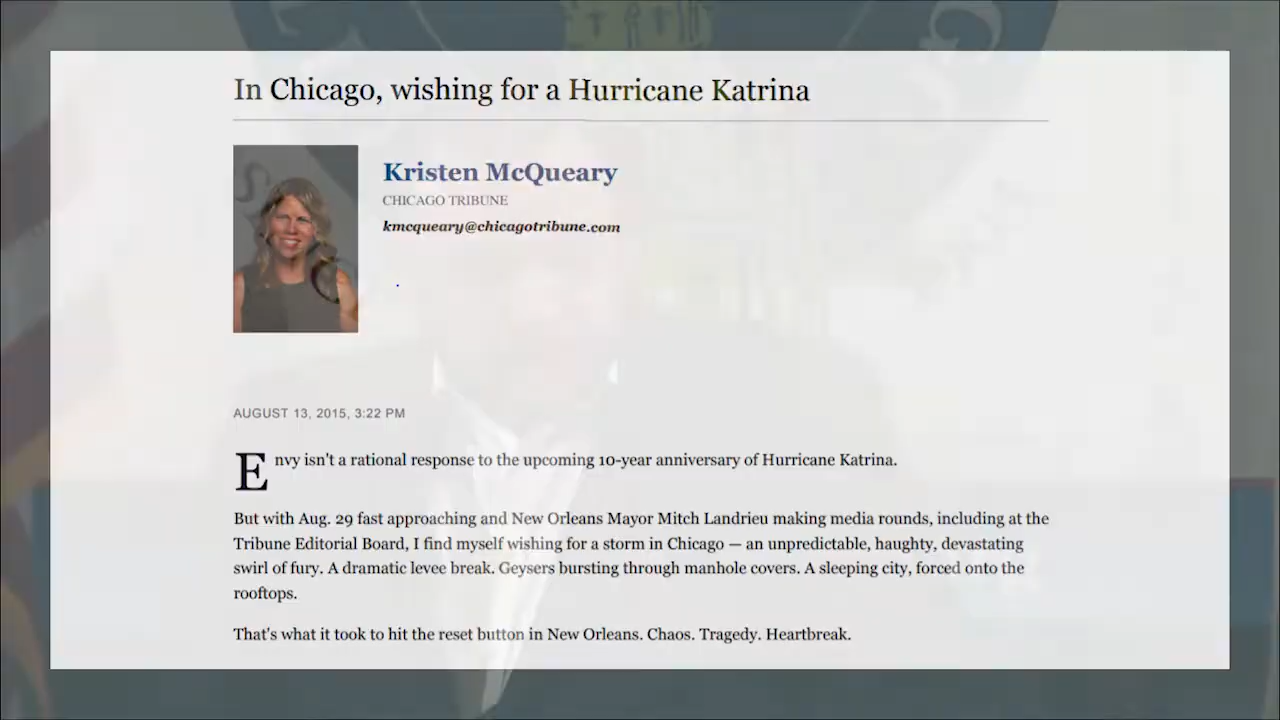 In Chicago, wishing for a Hurricane Katrina
Kristen McQueary
CHICAGO TRIBUNE
kmcqueary@chicagotribune.com
AUGUST 13, 2015, 3:22 PM
Envy isn't a rational response to the upcoming 10-year anniversary of Hurricane Katrina.
But with Aug. 29 fast approaching and New Orleans Mayor Mitch Landrieu making media rounds, including at the
Tribune Editorial Board, I find myself wishing for a storm in Chicago — an unpredictable, haughty, devastating
swirl of fury. A dramatic levee break. Geysers bursting through manhole covers. A sleeping city, forced onto the
rooftops.
That's what it took to hit the reset button in New Orleans. Chaos. Tragedy. Heartbreak.